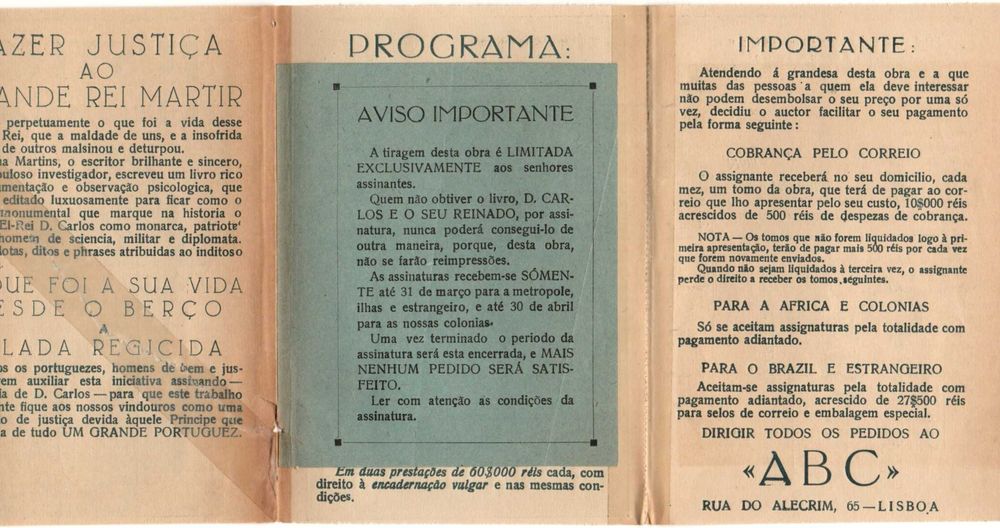 AZER JUSTIÇA
AO
ANDE REI MARTIR
perpetuamente o que foi a vida desse
Rei, que a maldade de uns, e a insofrida
de outros malsinou e deturpou.
Martins, o escritor brilhante e sincero,
investigador, escreveu um livro rico
mentação e observação psicologica, que
editado luxuosamente para ficar como o
monumental que marque na historia o
El-Rei D. Carlos como monarca, patriote
homem de sciencia, militar e diplomata.
otas, ditos e phrases atribuidas ao inditoso
QUE FOI A SUA VIDA
ESDE O BERÇO
A
LADA REGICIDA
os os portuguezes, homens de bem e jus-
rem auxiliar esta iniciativa assinando—
ia de D. Carlos—para que este trabalho
nte fique aos nossos vindouros como uma
o de justiça devida àquele Principe que
a de tudo UM GRANDE PORTUGUEZ.
PROGRAMA:
AVISO IMPORTANTE
A tiragem desta obra é LIMITADA
EXCLUSIVAMENTE aos senhores
assinantes.
Quem não obtiver o livro, D. CAR-
LOS E O SEU REINADO, por assi-
natura, nunca poderá consegui-lo de
outra maneira, porque, desta obra,
não se farão reimpressões.
As assinaturas recebem-se SÓMEN-
TE até 31 de março para a metropole,
ilhas e estrangeiro, e até 30 de abril
para as nossas colonias.
Uma vez terminado o periodo da
assinatura será esta encerrada, e MAIS
NENHUM PEDIDO SERÁ SATIS-
FEITO.
Ler com atenção as condições da
assinatura.
Em duas prestações de 60$000 réis cada, com
direito à encadernação vulgar e nas mesmas con-
dições.
IMPORTANTE:
Atendendo á grandesa desta obra e a que
muitas das pessoas a quem ela deve interessar
não podem desembolsar o seu preço por uma só
vez, decidiu o auctor facilitar o seu pagamento
pela forma seguinte:
COBRANÇA PELO CORREIO
O assignante receberá no seu domicilio, cada
mez, um tomo da obra, que terá de pagar ao cor-
reio que lho apresentar pelo seu custo, 10$000 réis
acrescidos de 500 réis de despezas de cobrança.
NOTA—Os tomos que não forem liquidados logo à pri-
meira apresentação, terão de pagar mais 500 réis por cada vez
que forem novamente enviados.
Quando não sejam liquidados à terceira vez, o assignante
perde o direito a receber os tomos seguintes.
PARA A AFRICA E COLONIAS
Só se aceitam assignaturas pela totalidade com
pagamento adiantado.
PARA O BRAZIL E ESTRANGEIRO
Aceitam-se assignaturas pela totalidade com
pagamento adiantado, acrescido de 27$500 réis
para selos de correio e embalagem especial.
DIRIGIR TODOS OS PEDIDOS AO
«ABC»
RUA DO ALECRIM, 65—LISBOA